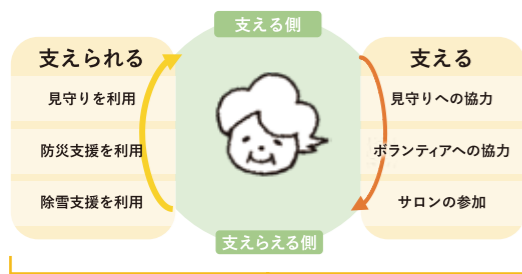 支える側
支えられる
見守りを利用
防災支援を利用
除雪支援を利用
支える
見守りへの協力
ボランティアへの協力
サロンの参加
支えらえる側